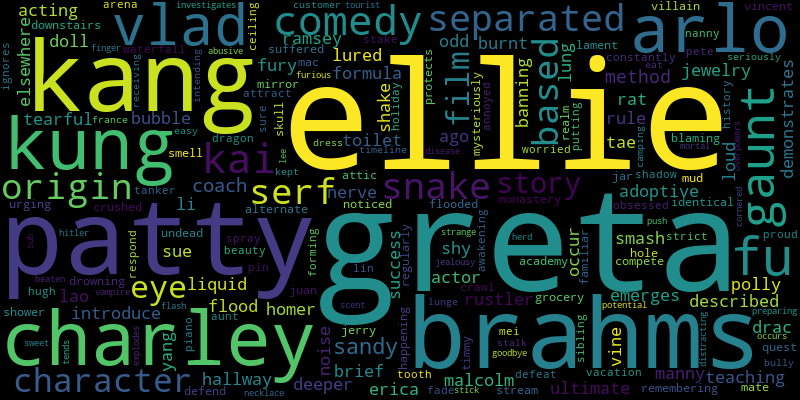 investigates customer tourist villain vincent
acting vlad arena comedy separated arlo
downstairs ceiling ramsey odd burnt lament nanny
elsewhere doll waterfall abusive lured suffered stake film based constantly pete seriously
ignores finger kang fury mac formula protects annoyed banning lung method eat jewelry
receiving intending mirror furious shake holiday ellie mysteriously rat history demonstrates
tearful france bubble attract skull realm putting rule blaming loud gaunt
kung easy dragon sure toilet ago worried tae camping mortal
smell kai lee dress timeline disease story jar shadow mud
origin tanker coach serf kept attic snake adoptive cornered
urging crushed li nerve noticed flooded monastery obsessed identical
patty alternate greta strange herd push fu
sub hitler undead spray beauty forming regularly shy awakening occur smash strict proud
respond sue pin success jealousy academy familiar hole compete
beaten drowning eye liquid lin actor crawl emerges polly
hugh lao vampire juan scent lunge rustler grocery potential described
shower introduce flash flood homer brahms drac
charley yang piano aunt noise jerry happening timmy mei sibling vine distracting preparing
sweet tends explodes sandy stalk goodbye occurs quest
character hallway deeper brief tooth malcolm defeat vacation manny teaching bully
defend necklace erica fade stick stream ultimate remembering mate